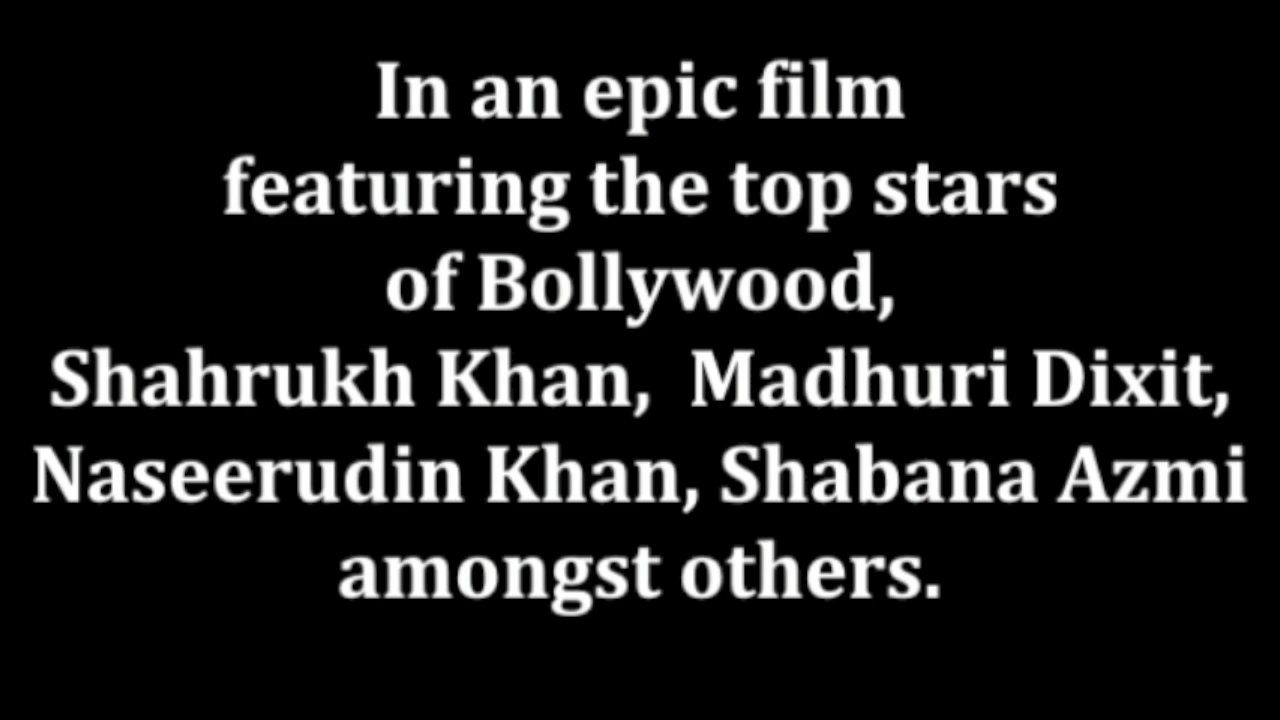 In an epic film
featuring the top stars
of Bollywood,
Shahrukh Khan,  Madhuri Dixit,
Naseerudin Khan, Shabana Azmi
amongst others.